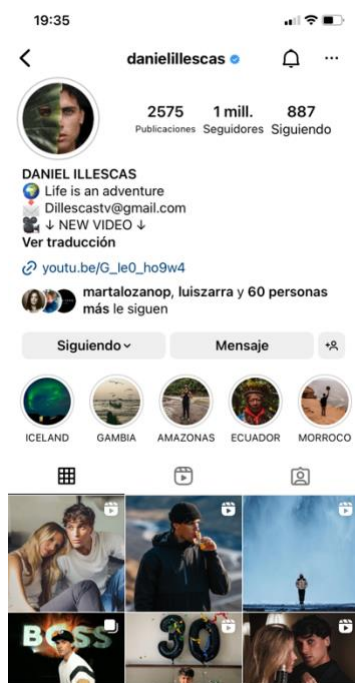 19:35
danielillescas
2575 1 mill. 887
Publicaciones Seguidores Siguiendo
DANIEL ILLESCAS
Life is an adventure
Dillescastv@gmail.com
↓ NEW VIDEO ↓
Ver traducción
youtu.be/G_le0_ho9w4
martalozanop, luiszarra y 60 personas
más le siguen
Siguiendo Mensaje
ICELAND GAMBIA AMAZONAS ECUADOR MORROCO
BOSS 30